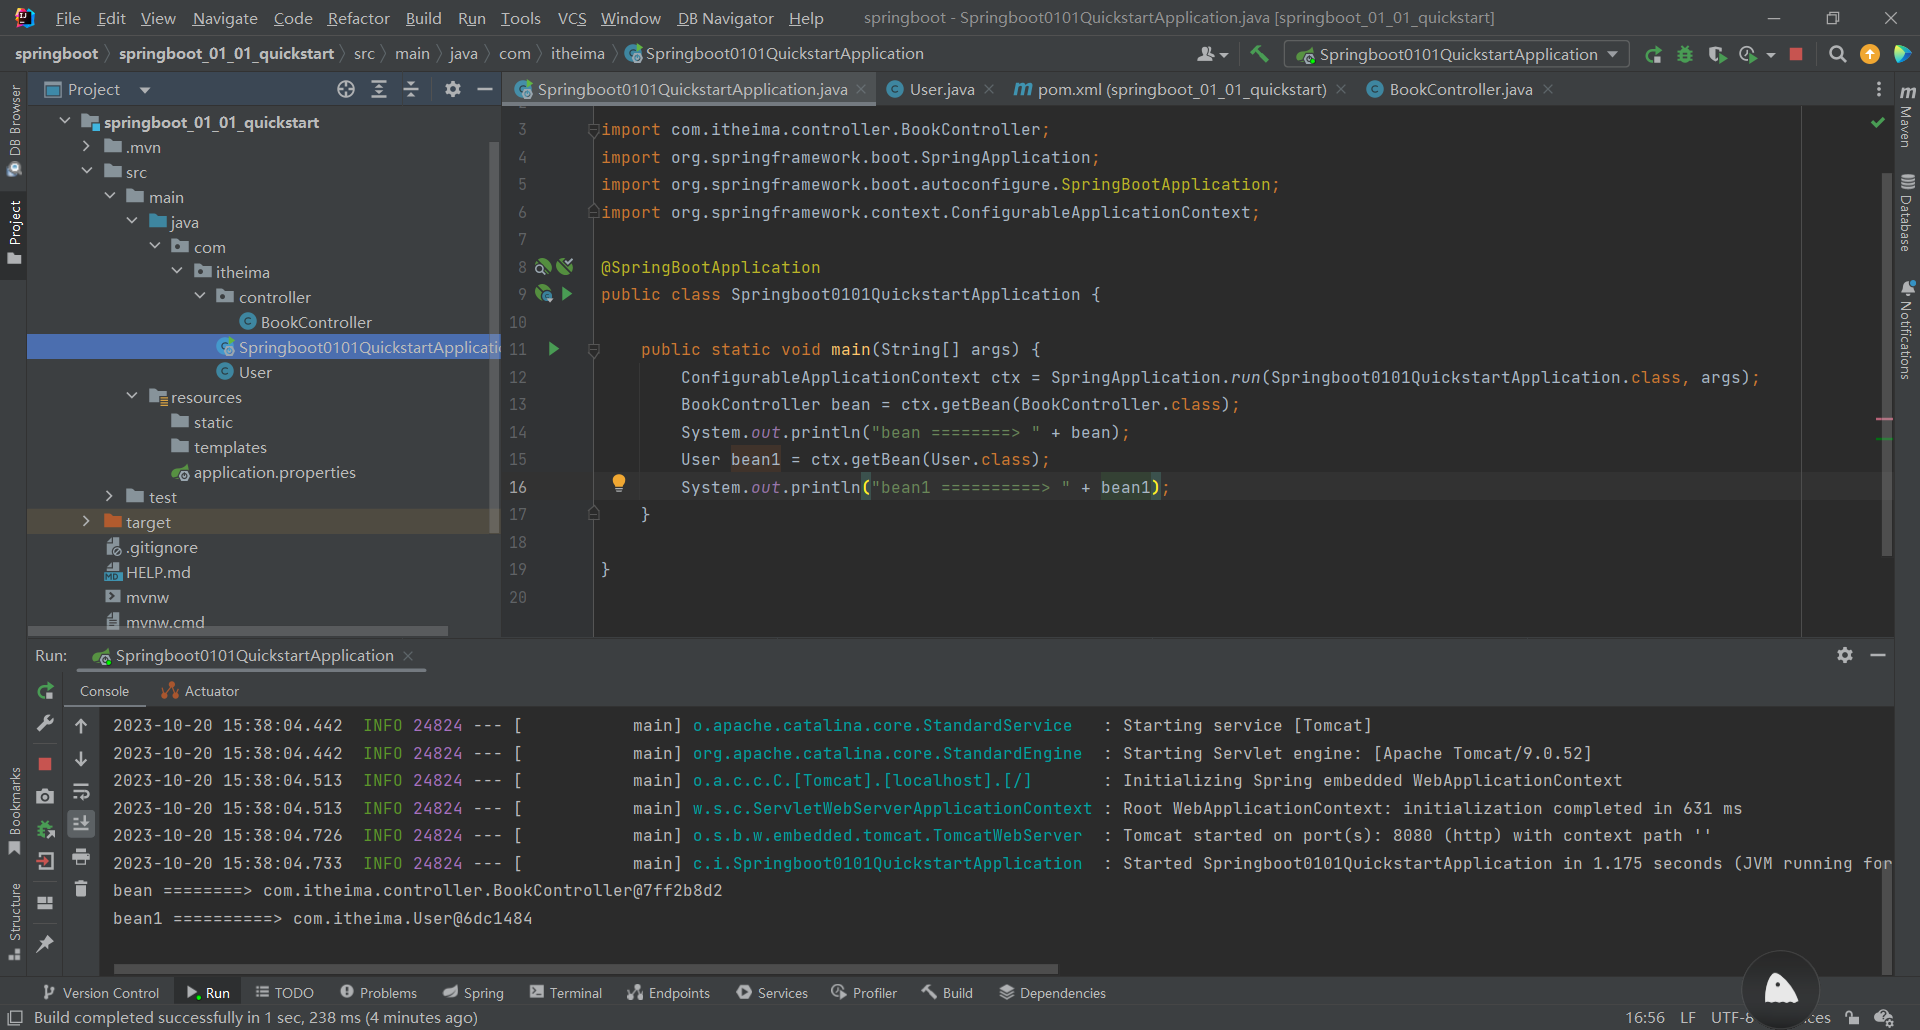 File Edit View Navigate Code Refactor Build Run Tools VCS Window DB Navigator Help springboot - Springboot0101QuickstartApplication.java [springboot_01_01_quickstart]
springboot springboot_01_01_quickstart src main java com itheima Springboot0101QuickstartApplication Springboot0101QuickstartApplication
Project Springboot0101QuickstartApplication.java User.java pom.xml (springboot_01_01_quickstart) BookController.java
DB Browser
Project
Bookmarks
Structure
springboot_01_01_quickstart
.mvn
src
main
java
com
itheima
controller
BookController
Springboot0101QuickstartApplicati
User
resources
static
templates
application.properties
test
target
.gitignore
HELP.md
mvnw
mvnw.cmd
3 import com.itheima.controller.BookController;
4 import org.springframework.boot.SpringApplication;
5 import org.springframework.boot.autoconfigure.SpringBootApplication;
6 import org.springframework.context.ConfigurableApplicationContext;
7
8 @SpringBootApplication
9 public class Springboot0101QuickstartApplication {
10
11 public static void main(String[] args) {
12 ConfigurableApplicationContext ctx = SpringApplication.run(Springboot0101QuickstartApplication.class, args);
13 BookController bean = ctx.getBean(BookController.class);
14 System.out.println("bean ========> " + bean);
15 User bean1 = ctx.getBean(User.class);
16 System.out.println("bean1 ==========> " + bean1);
17 }
18
19 }
20
Maven
Database
Notifications
Run: Springboot0101QuickstartApplication
Console Actuator
2023-10-20 15:38:04.442 INFO 24824 --- [ main] o.apache.catalina.core.StandardService : Starting service [Tomcat]
2023-10-20 15:38:04.442 INFO 24824 --- [ main] org.apache.catalina.core.StandardEngine : Starting Servlet engine: [Apache Tomcat/9.0.52]
2023-10-20 15:38:04.513 INFO 24824 --- [ main] o.a.c.c.C.[Tomcat].[localhost].[/] : Initializing Spring embedded WebApplicationContext
2023-10-20 15:38:04.513 INFO 24824 --- [ main] w.s.c.ServletWebServerApplicationContext : Root WebApplicationContext: initialization completed in 631 ms
2023-10-20 15:38:04.726 INFO 24824 --- [ main] o.s.b.w.embedded.tomcat.TomcatWebServer : Tomcat started on port(s): 8080 (http) with context path ''
2023-10-20 15:38:04.733 INFO 24824 --- [ main] c.i.Springboot0101QuickstartApplication : Started Springboot0101QuickstartApplication in 1.175 seconds (JVM running for
bean ========> com.itheima.controller.BookController@7ff2b8d2
bean1 ==========> com.itheima.User@6dc1484
Version Control Run TODO Problems Spring Terminal Endpoints Services Profiler Build Dependencies
Build completed successfully in 1 sec, 238 ms (4 minutes ago) 16:56 LF UTF-8 ces